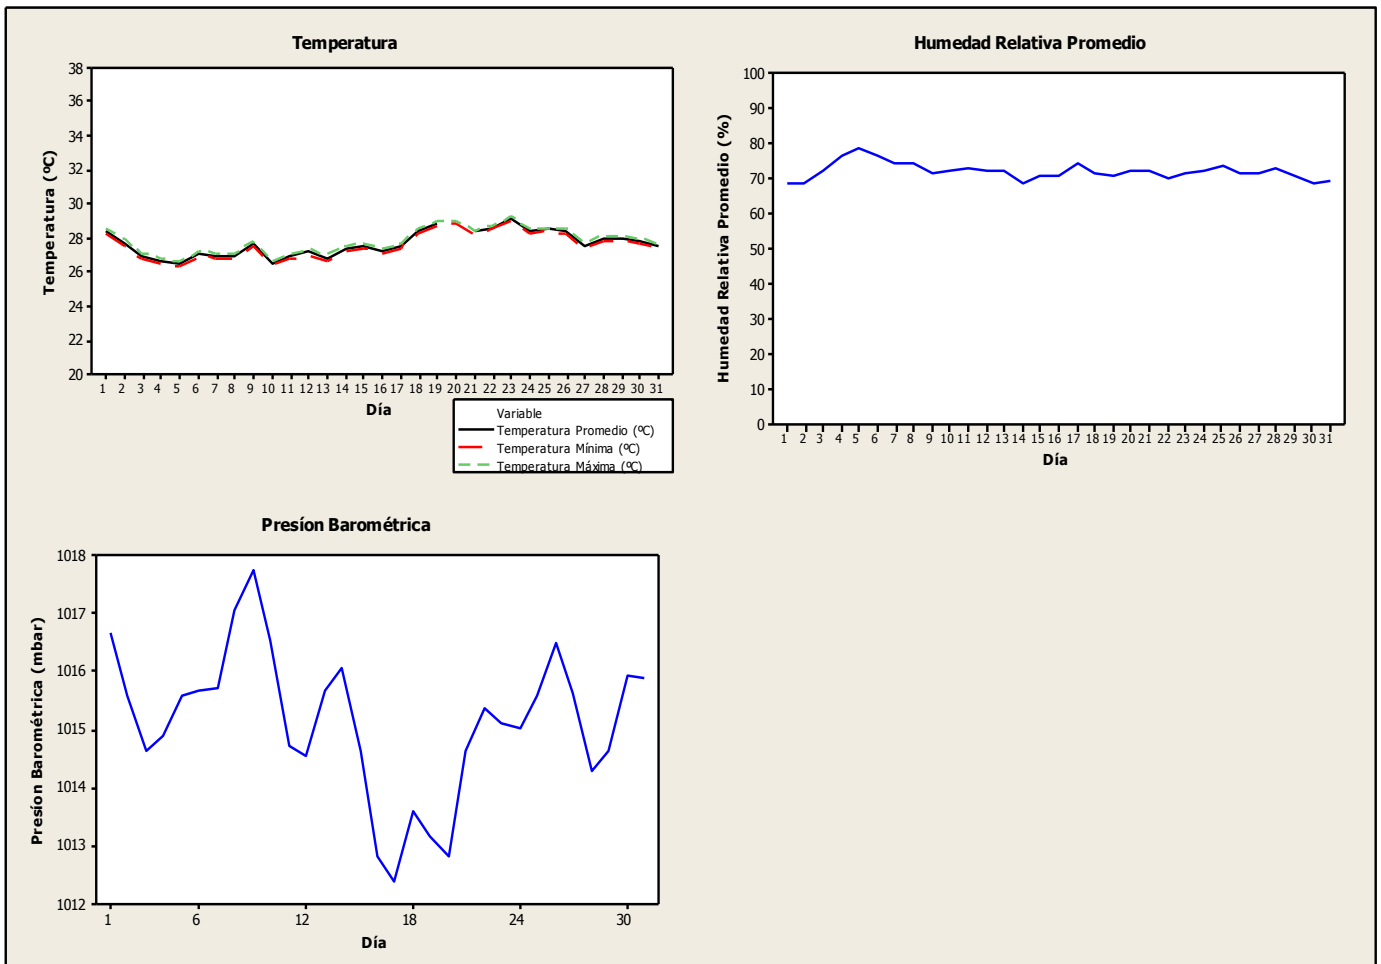 Temperatura
Temperatura (ºC)
38
36
34
32
30
28
26
24
22
20
1 2 3 4 5 6 7 8 9 10 11 12 13 14 15 16 17 18 19 20 21 22 23 24 25 26 27 28 29 30 31
Día
Variable
Temperatura Promedio (ºC)
Temperatura Mínima (ºC)
Temperatura Máxima (ºC)
Humedad Relativa Promedio
Humedad Relativa Promedio (%)
100
90
80
70
60
50
40
30
20
10
0
1 2 3 4 5 6 7 8 9 10 11 12 13 14 15 16 17 18 19 20 21 22 23 24 25 26 27 28 29 30 31
Día
Presíon Barométrica
Presíon Barométrica (mbar)
1018
1017
1016
1015
1014
1013
1012
1 6 12 18 24 30
Día